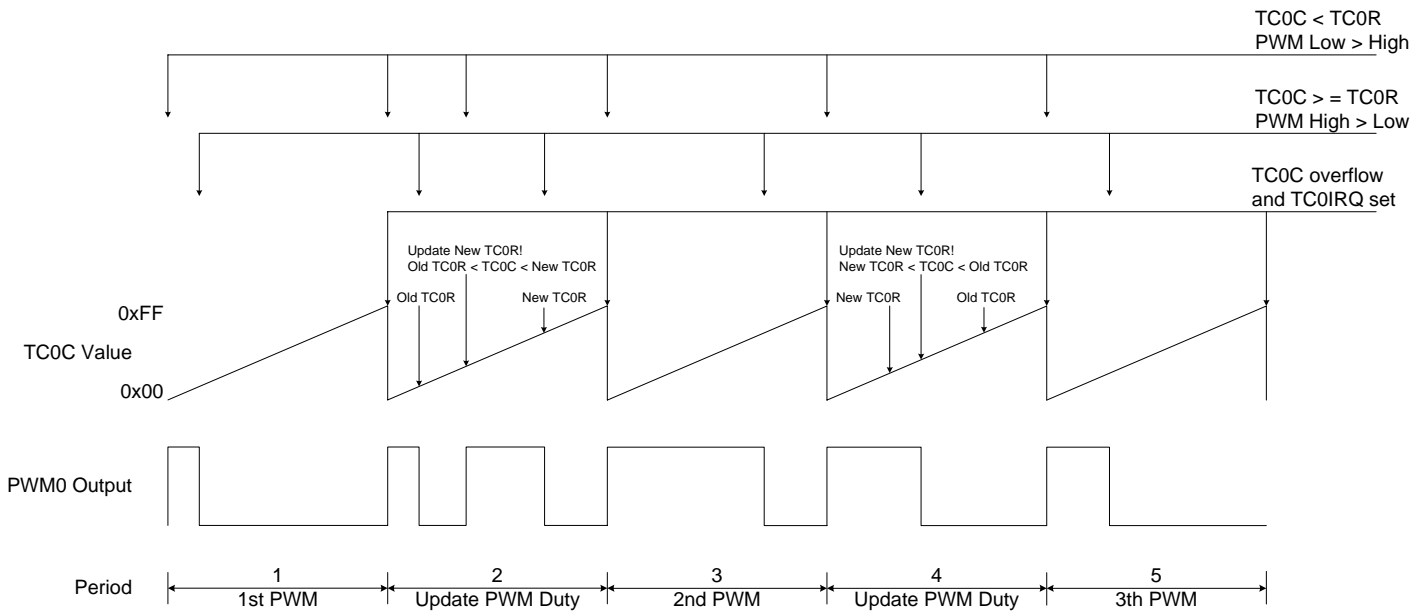 TC0C < TC0R
PWM Low > High
TC0C > = TC0R
PWM High > Low
TC0C overflow
and TC0IRQ set
Update New TC0R!
Old TC0R < TC0C < New TC0R
Update New TC0R!
New TC0R < TC0C < Old TC0R
Old TC0R
New TC0R
New TC0R
Old TC0R
0xFF
TC0C Value
0x00
PWM0 Output
Period
1
2
3
4
5
1st PWM
Update PWM Duty
2nd PWM
Update PWM Duty
3th PWM